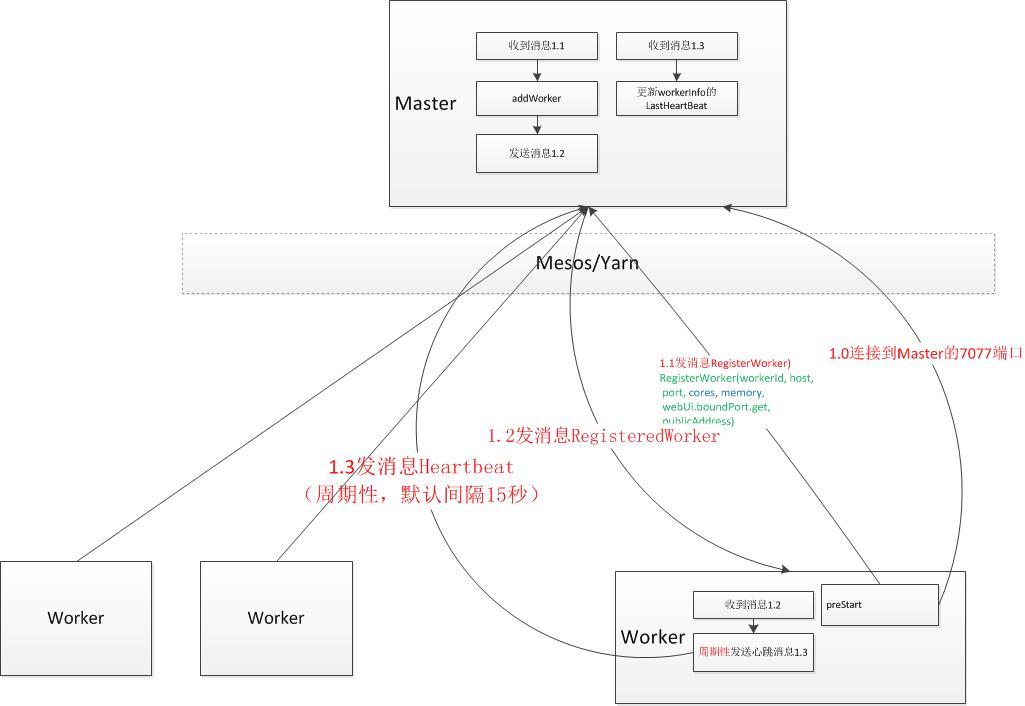 收到消息1.1
收到消息1.3
Master
addWorker
更新workerInfo的
LastHeartBeat
发送消息1.2
Mesos/Yarn
1.0连接到Master的7077端口
1.1发消息RegisterWorker)
RegisterWorker(workerId, host,
port, cores, memory,
webUi.boundPort.get,
publicAddress)
1.2发消息RegisteredWorker
1.3发消息Heartbeat
（周期性，默认间隔15秒）
Worker
Worker
Worker
收到消息1.2
preStart
周期性发送心跳消息1.3